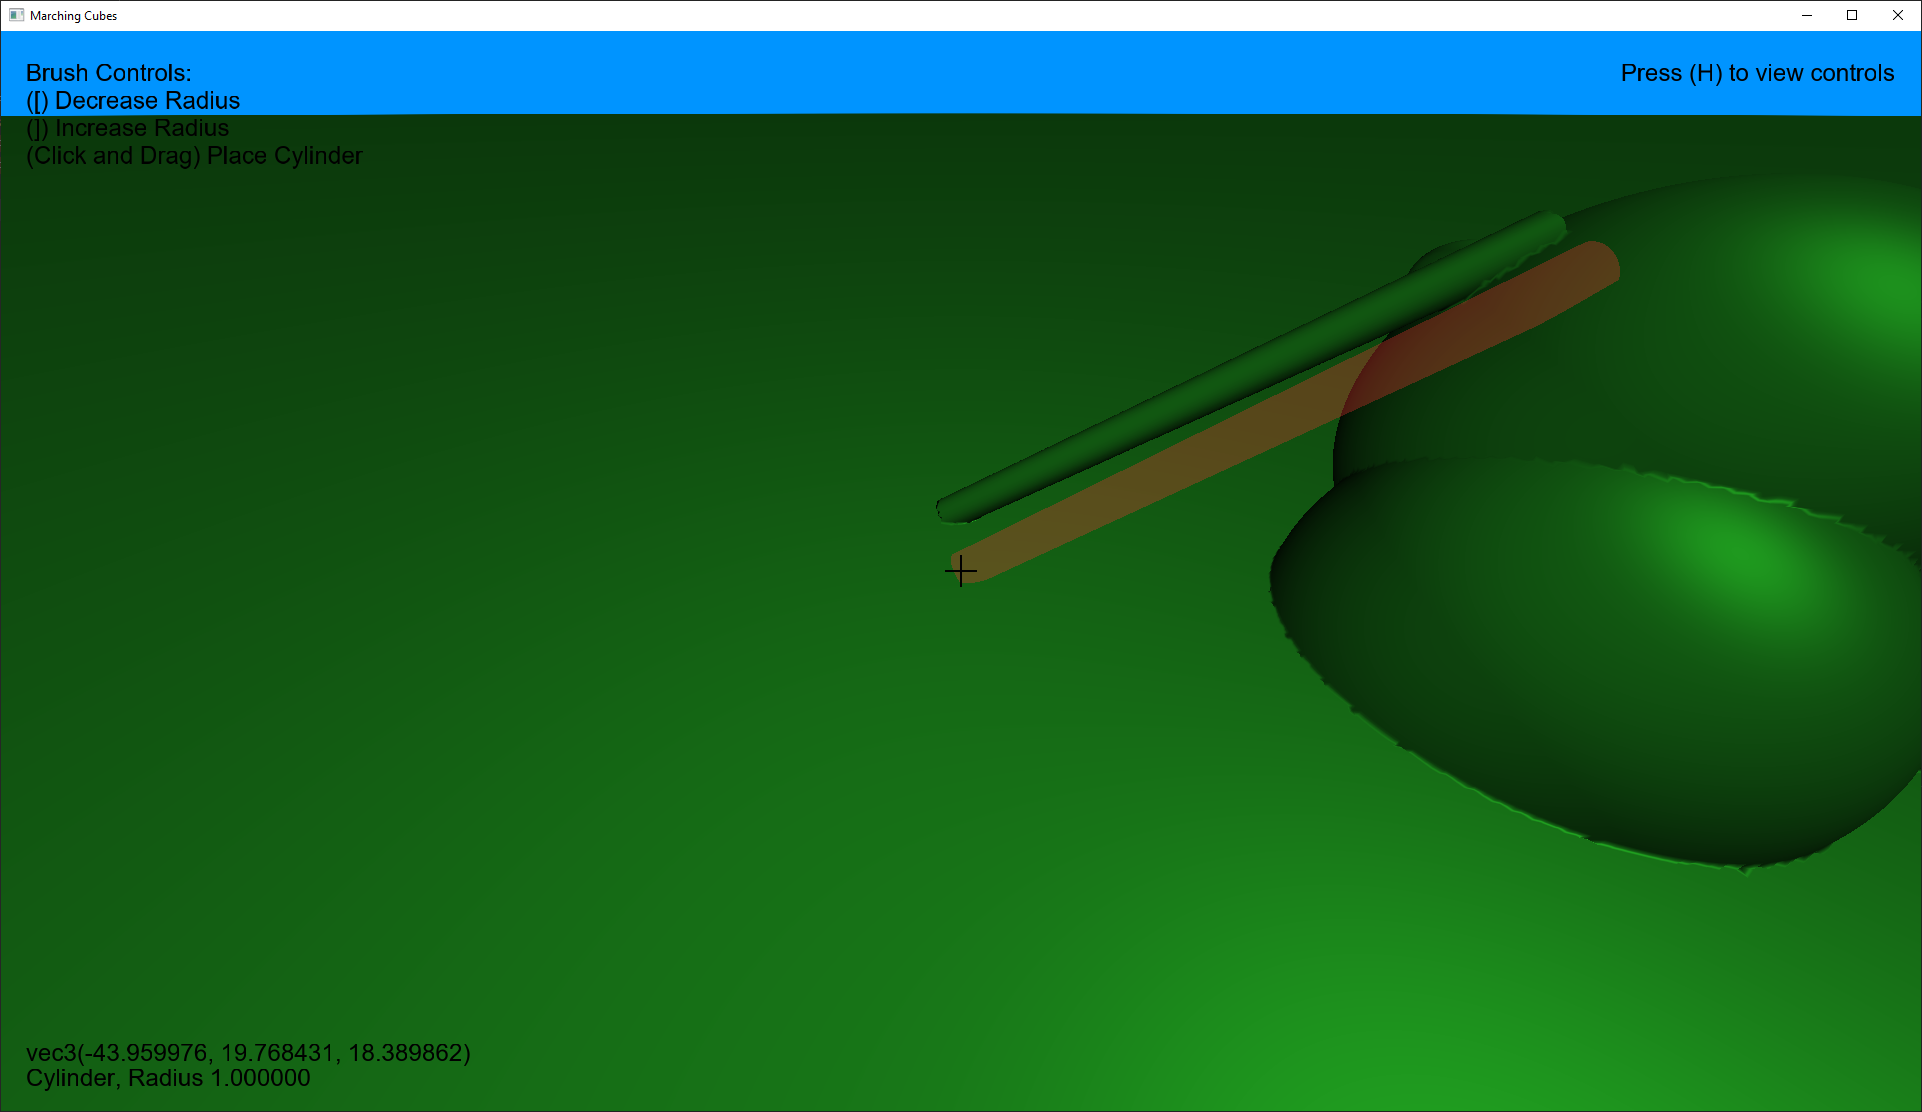 Marching Cubes
Brush Controls:
([) Decrease Radius
(]) Increase Radius
(Click and Drag) Place Cylinder
Press (H) to view controls
vec3(-43.959976, 19.768431, 18.389862)
Cylinder, Radius 1.000000